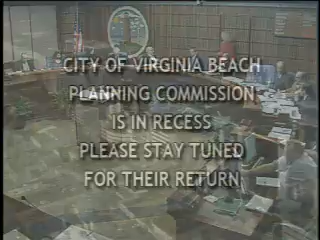 CITY OF VIRGINIA BEACH
PLANNING COMMISSION
IS IN RECESS
PLEASE STAY TUNED
FOR THEIR RETURN